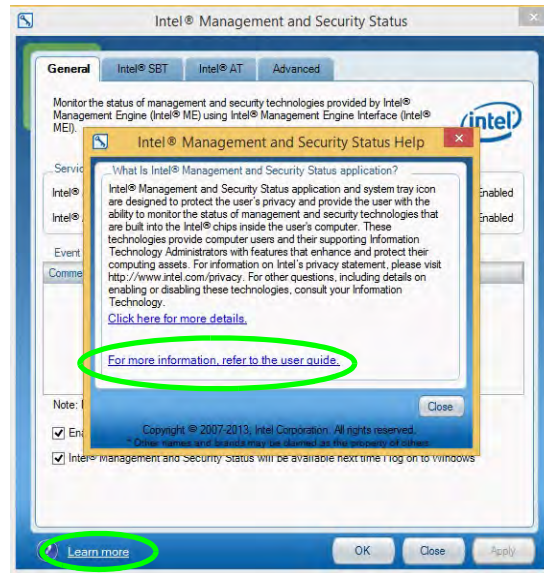 Intel® Management and Security Status
General
Intel® SBT
Intel® AT
Advanced
Monitor the status of management and security technologies provided by Intel®
Management Engine (Intel® ME) using Intel® Management Engine Interface (Intel®
MEI).
intel
Intel® Management and Security Status Help
Servic
What Is Intel® Management and Security Status application?
Intel® Management and Security Status application and system tray icon
are designed to protect the user's privacy and provide the user with the
ability to monitor the status of management and security technologies that
are built into the Intel® chips inside the user's computer. These
technologies provide computer users and their supporting Information
Technology Administrators with features that enhance and protect their
computing assets. For information on Intel's privacy statement, please visit
http://www.intel.com/privacy. For other questions, including details on
enabling or disabling these technologies, consult your Information
Technology.
Intel®
Enabled
Intel®
Enabled
Event
Comme
Click here for more details.
For more information, refer to the user guide.
Close
Note:
Copyright © 2007-2013, Intel Corporation. All rights reserved.
* Other names and brands may be claimed as the property of others.
Intel® Management and Security Status will be available next time I log on to Windows
Learn more
OK
Close
Apply